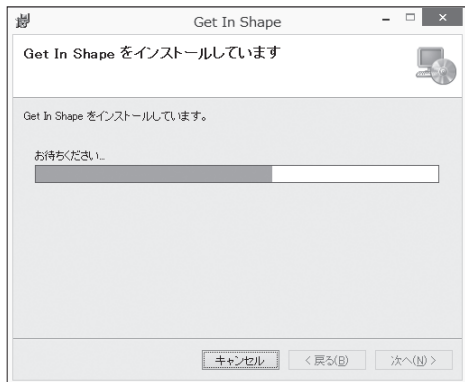 Get In Shape
Get In Shape をインストールしています
Get In Shape をインストールしています。
お待ちください...
キャンセル
< 戻る(B)
次へ(N) >